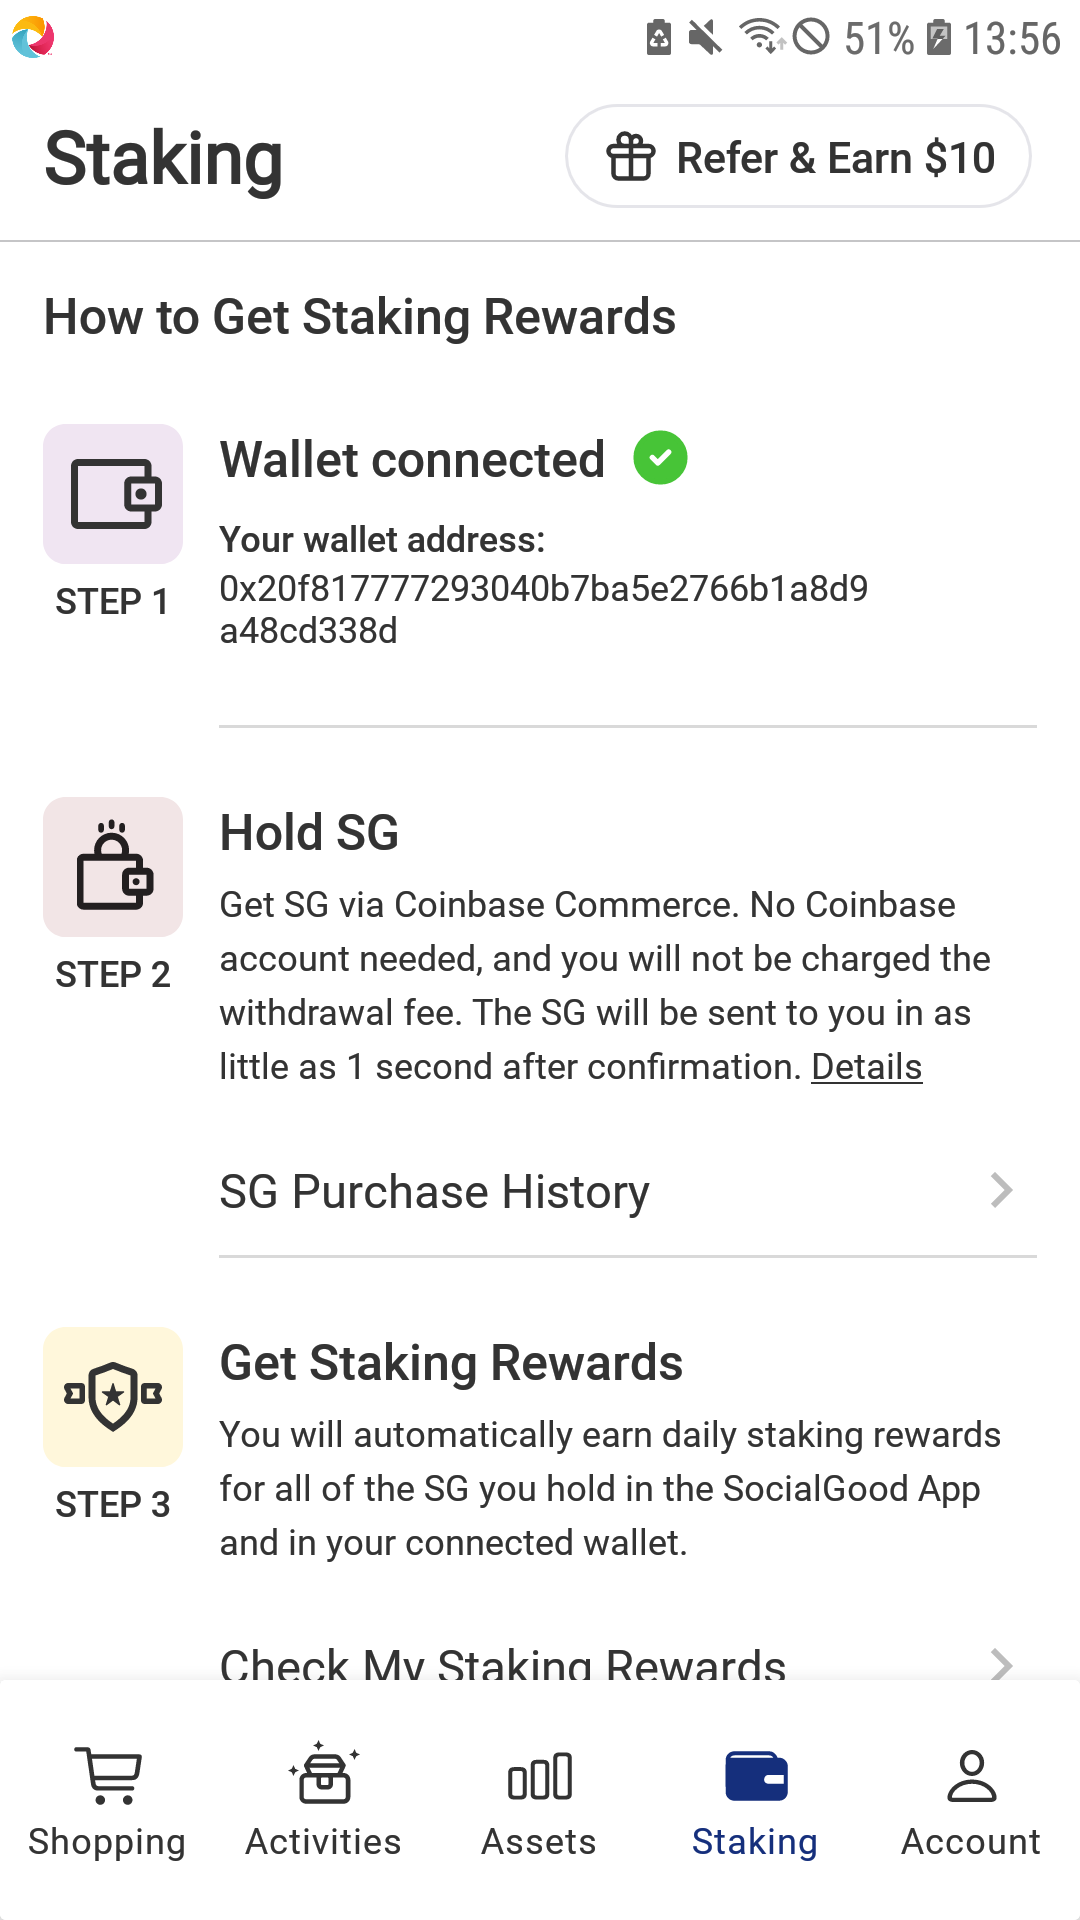 51% 13:56
Staking
Refer & Earn $10
How to Get Staking Rewards
Wallet connected
Your wallet address:
0x20f817777293040b7ba5e2766b1a8d9
a48cd338d
STEP 1
Hold SG
Get SG via Coinbase Commerce. No Coinbase
account needed, and you will not be charged the
withdrawal fee. The SG will be sent to you in as
little as 1 second after confirmation. Details
STEP 2
SG Purchase History
Get Staking Rewards
You will automatically earn daily staking rewards
for all of the SG you hold in the SocialGood App
and in your connected wallet.
STEP 3
Check My Staking Rewards
Shopping
Activities
Assets
Staking
Account